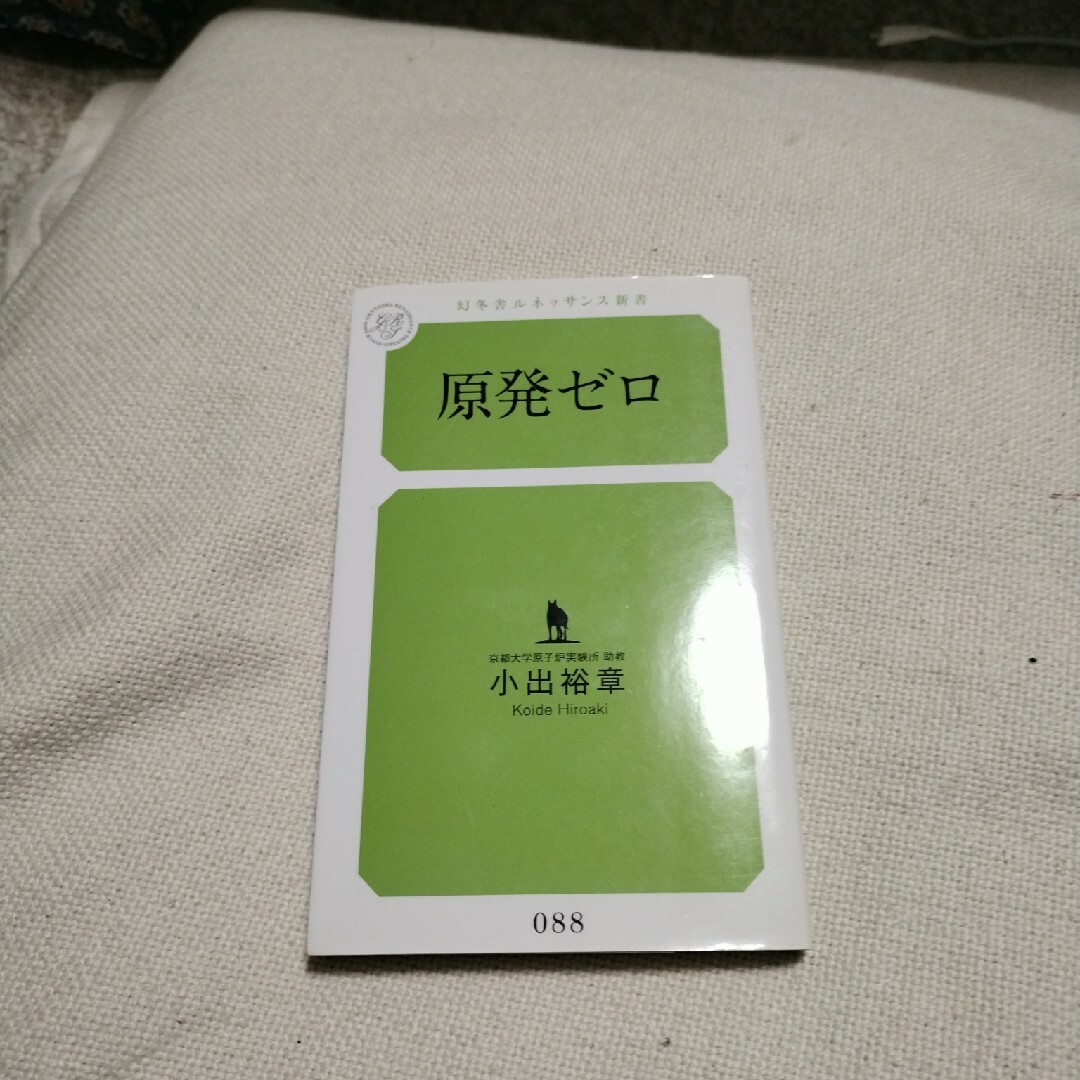 幻冬舎ルネッサンス新書
原発ゼロ
京都大学原子炉実験所 助教
小出裕章
Koide Hiroaki
088